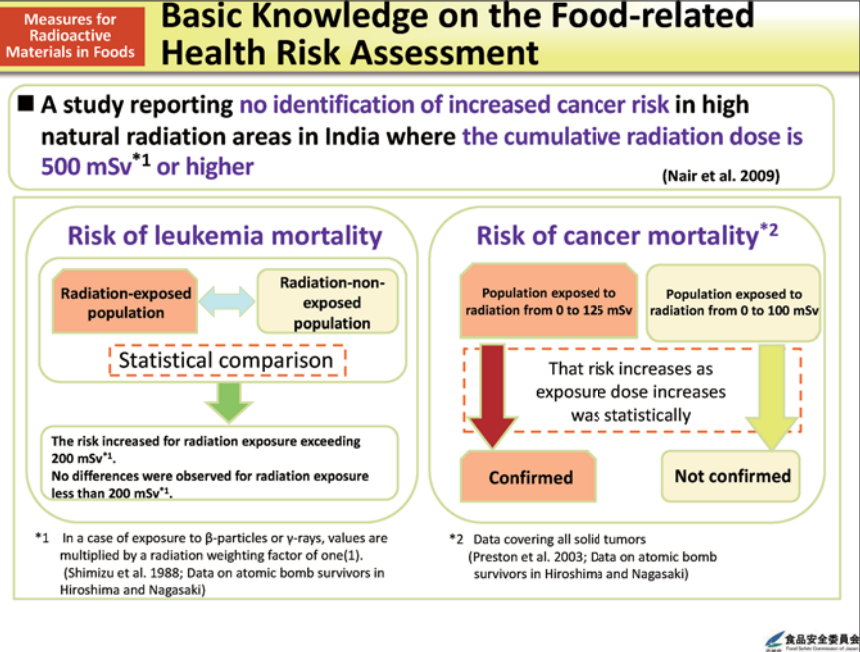 Measures for
Radioactive
Materials in Foods
Basic Knowledge on the Food-related
Health Risk Assessment
■ A study reporting no identification of increased cancer risk in high
natural radiation areas in India where the cumulative radiation dose is
500 mSv*1 or higher
(Nair et al. 2009)
Risk of leukemia mortality
Radiation-exposed
population
Radiation-non-
exposed
population
Statistical comparison
The risk increased for radiation exposure exceeding
200 mSv*1.
No differences were observed for radiation exposure
less than 200 mSv*1.
*1 In a case of exposure to β-particles or γ-rays, values are
multiplied by a radiation weighting factor of one(1).
(Shimizu et al. 1988; Data on atomic bomb survivors in
Hiroshima and Nagasaki)
Risk of cancer mortality*2
Population exposed to
radiation from 0 to 125 mSv
Population exposed to
radiation from 0 to 100 mSv
That risk increases as
exposure dose increases
was statistically
Confirmed
Not confirmed
*2 Data covering all solid tumors
(Preston et al. 2003; Data on atomic bomb
survivors in Hiroshima and Nagasaki)
食品安全委員会
Food Safety Commission of Japan